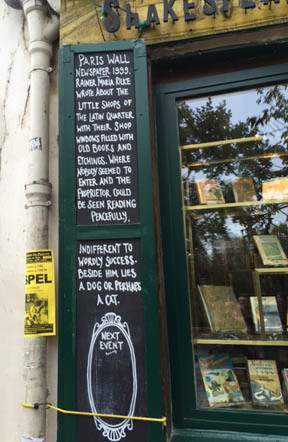 SHAKESPE
PARIS WALL
NEWSPAPER 1999.
RAINER MARIA RILKE
WROTE ABOUT THE
LITTLE SHOPS OF
THE LATIN QUARTER
WITH THEIR SHOP
WINDOWS FILLED WITH
OLD BOOKS AND
ETCHINGS. WHERE
NOBODY SEEMED TO
ENTER AND THE
PROPRIETOR COULD
BE SEEN READING
PEACEFULLY,
INDIFFERENT TO
WORDLY SUCCESS.
BESIDE HIM LIES
A DOG OR PERHAPS
A CAT.
NEXT
EVENT
SPEL